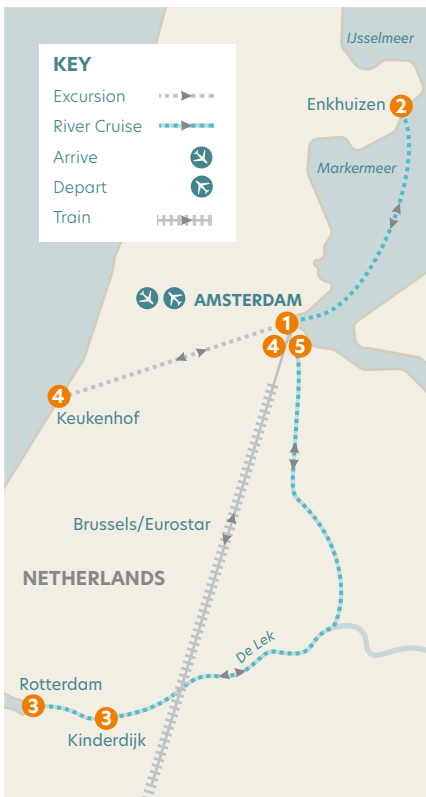 IJsselmeer
KEY
Excursion
River Cruise
Arrive
Depart
Train
Enkhuizen 2
Markermeer
AMSTERDAM
1
4 5
4
Keukenhof
Brussels/Eurostar
NETHERLANDS
De Lek
Rotterdam
3
3
Kinderdijk